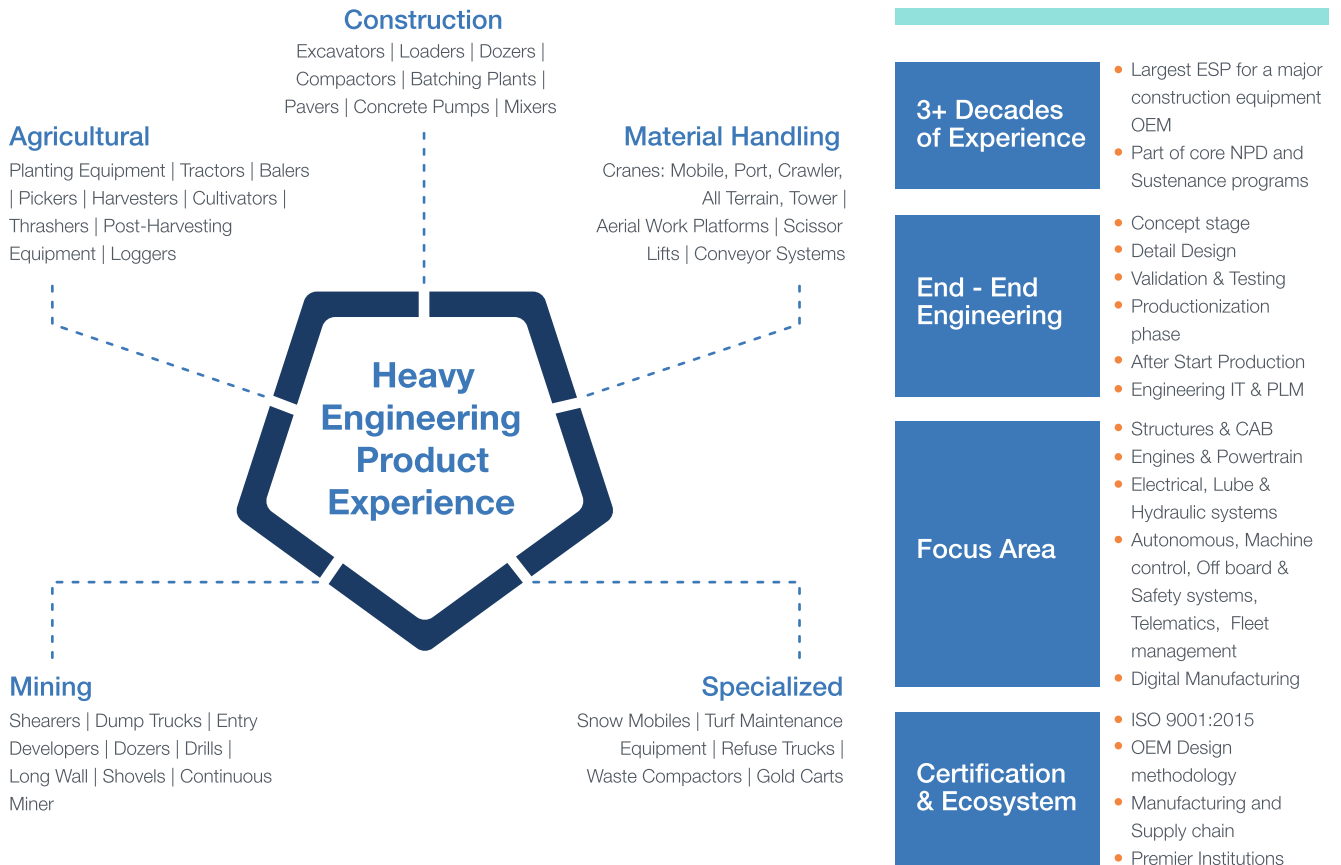 Construction
Excavators | Loaders | Dozers |
Compactors | Batching Plants |
Pavers | Concrete Pumps | Mixers
Agricultural
Planting Equipment | Tractors | Balers
| Pickers | Harvesters | Cultivators |
Thrashers | Post-Harvesting
Equipment | Loggers
Material Handling
Cranes: Mobile, Port, Crawler,
All Terrain, Tower |
Aerial Work Platforms | Scissor
Lifts | Conveyor Systems
Heavy
Engineering
Product
Experience
Mining
Shearers | Dump Trucks | Entry
Developers | Dozers | Drills |
Long Wall | Shovels | Continuous
Miner
Specialized
Snow Mobiles | Turf Maintenance
Equipment | Refuse Trucks |
Waste Compactors | Gold Carts
3+ Decades
of Experience
• Largest ESP for a major
construction equipment
OEM
• Part of core NPD and
Sustenance programs
End - End
Engineering
• Concept stage
• Detail Design
• Validation & Testing
• Productionization
phase
• After Start Production
• Engineering IT & PLM
Focus Area
• Structures & CAB
• Engines & Powertrain
• Electrical, Lube &
Hydraulic systems
• Autonomous, Machine
control, Off board &
Safety systems,
Telematics, Fleet
management
• Digital Manufacturing
Certification
& Ecosystem
• ISO 9001:2015
• OEM Design
methodology
• Manufacturing and
Supply chain
• Premier Institutions